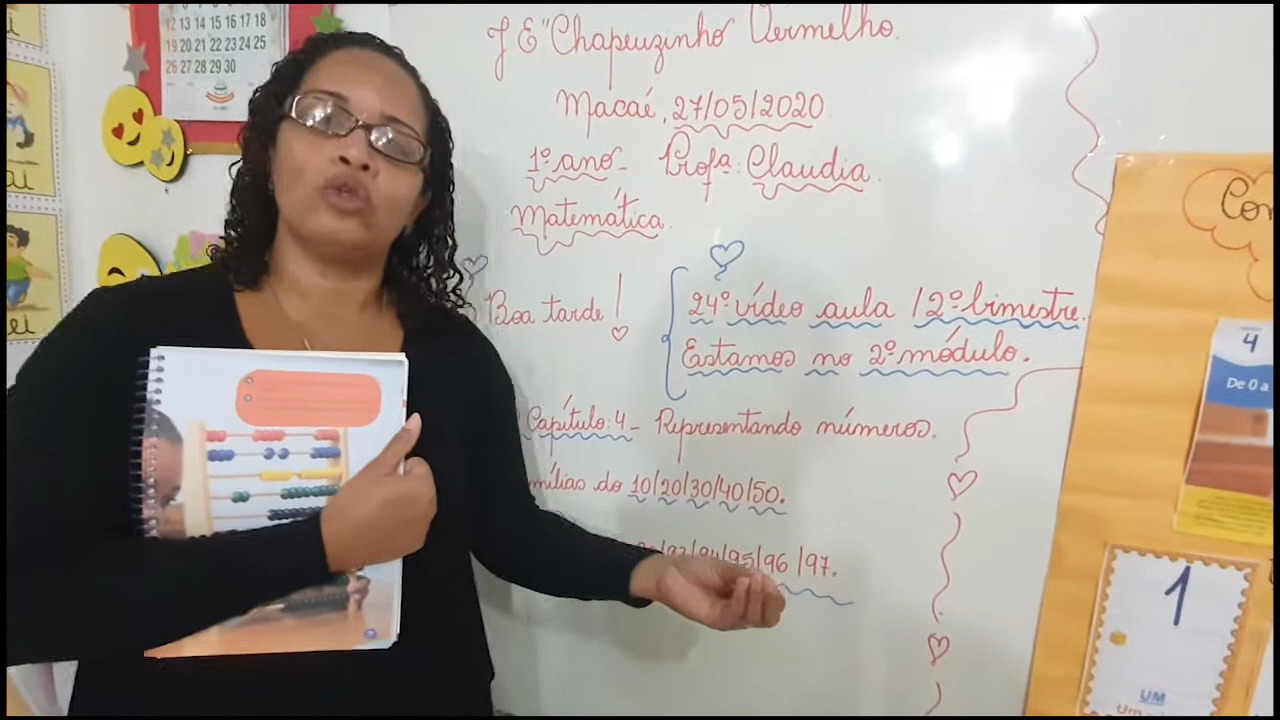 12 13 14 15 16 17 18
19 20 21 22 23 24 25
26 27 28 29 30
J E "Chapeuzinho Vermelho.
Macaé, 27/05/2020
1º ano - Profª: Claudia.
Matemática.
Boa tarde!
24º vídeo aula / 2º bimestre.
Estamos no 2º módulo.
Capítulo: 4 - Representando números.
do 10/20/30/40/50.
94/95/96/97.
4
De 0 a
1
UM